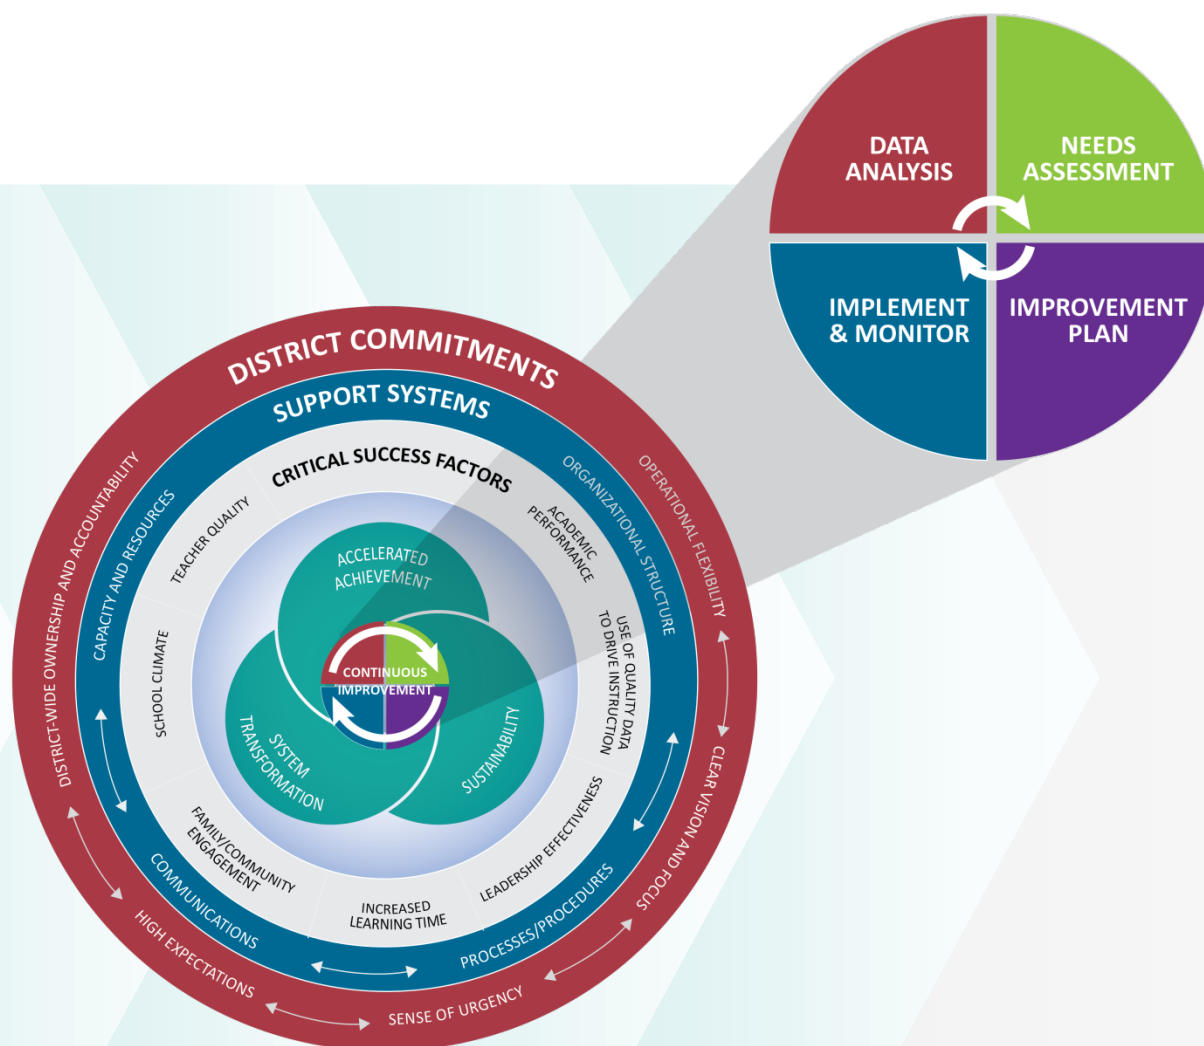 DATA
ANALYSIS
NEEDS
ASSESSMENT
IMPLEMENT
& MONITOR
IMPROVEMENT
PLAN
DISTRICT COMMITMENTS
SUPPORT SYSTEMS
CRITICAL SUCCESS FACTORS
DISTRICT-WIDE OWNERSHIP AND ACCOUNTABILITY
OPERATIONAL FLEXIBILITY
CLEAR VISION AND FOCUS
SENSE OF URGENCY
HIGH EXPECTATIONS
CAPACITY AND RESOURCES
ORGANIZATIONAL STRUCTURE
PROCESSES/PROCEDURES
COMMUNICATIONS
TEACHER QUALITY
ACADEMIC
PERFORMANCE
USE OF QUALITY DATA
TO DRIVE INSTRUCTION
LEADERSHIP EFFECTIVENESS
INCREASED
LEARNING TIME
FAMILY/COMMUNITY
ENGAGEMENT
SCHOOL CLIMATE
ACCELERATED
ACHIEVEMENT
SUSTAINABILITY
SYSTEM
TRANSFORMATION
CONTINUOUS
IMPROVEMENT